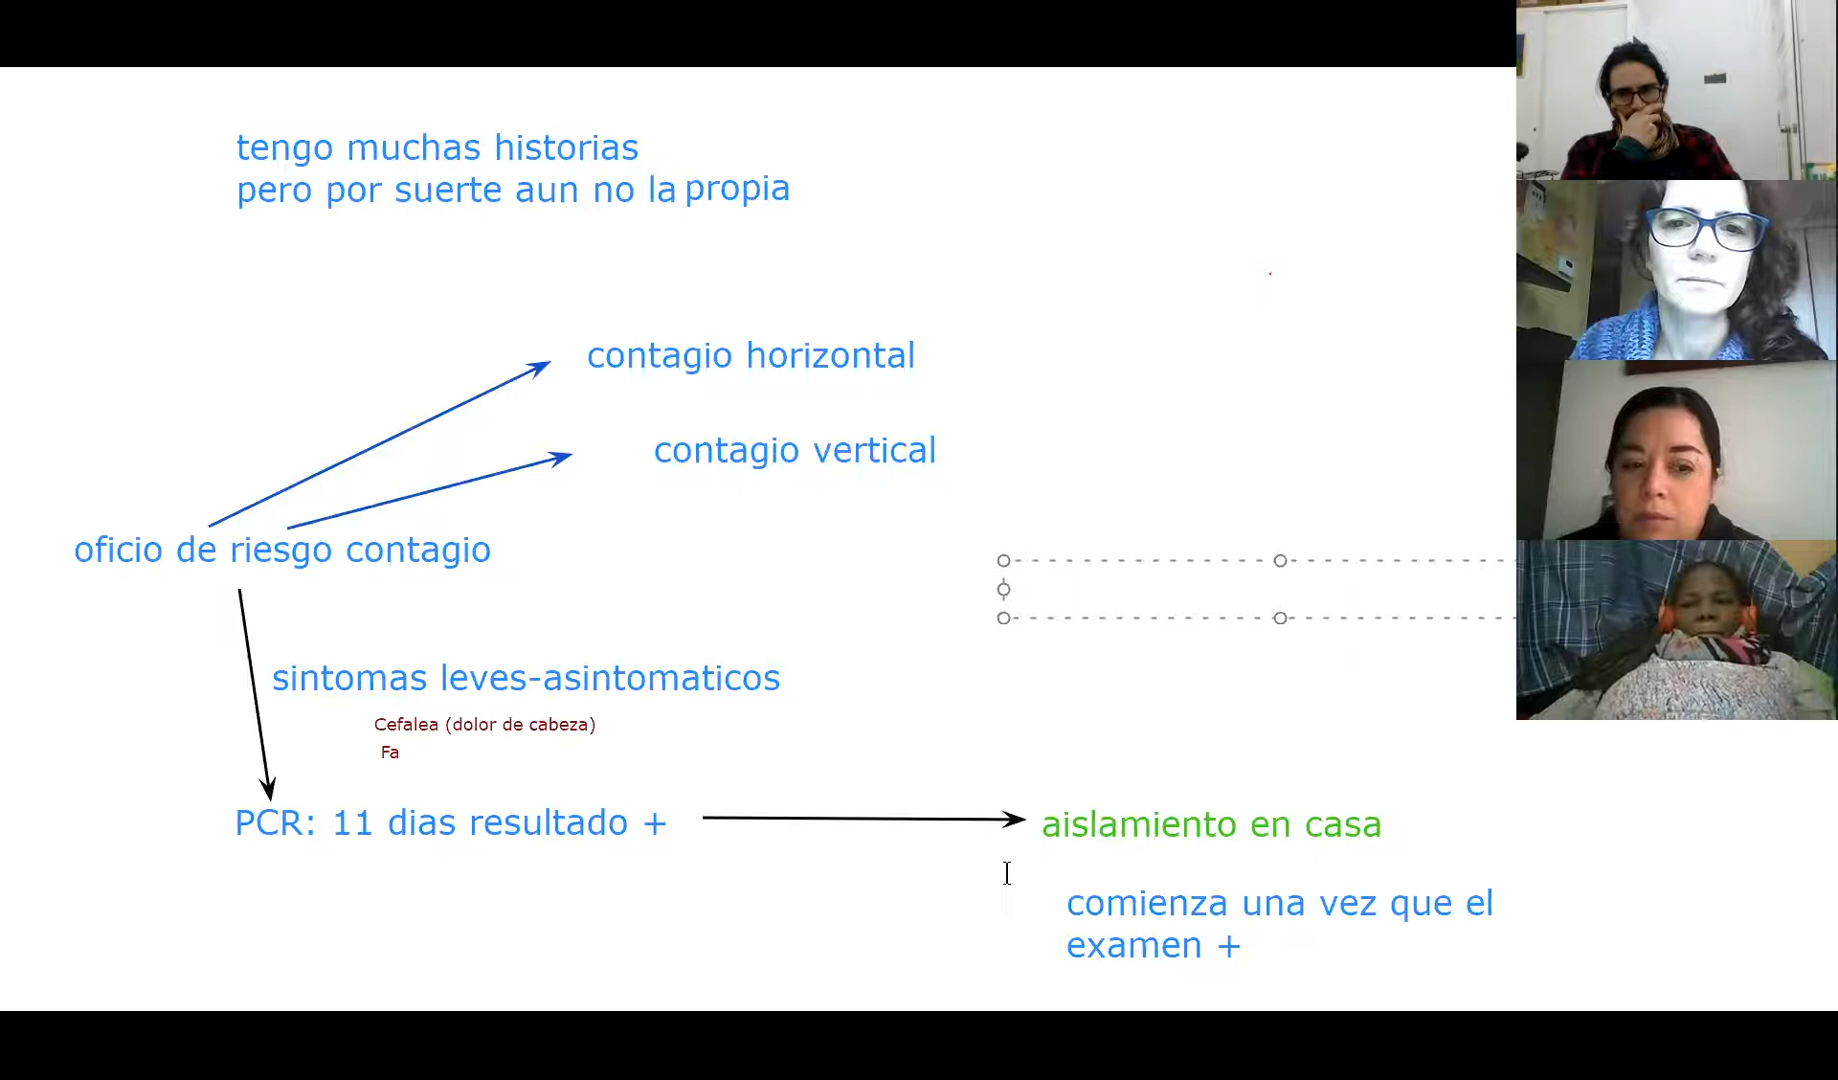 tengo muchas historias
pero por suerte aun no la propia
contagio horizontal
contagio vertical
oficio de riesgo contagio
sintomas leves-asintomaticos
Cefalea (dolor de cabeza)
Fa
PCR: 11 dias resultado +
aislamiento en casa
comienza una vez que el
examen +